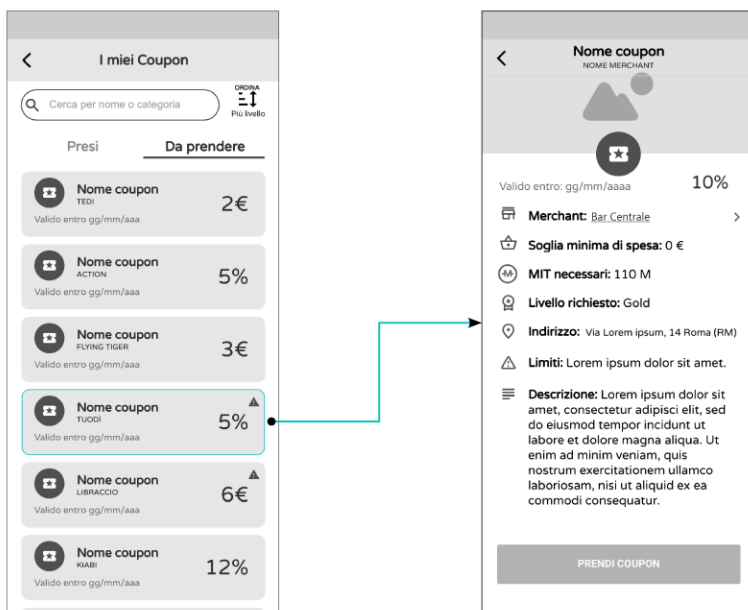 I miei Coupon
Cerca per nome o categoria
ORDINA
Più livello
Presi
Da prendere
Nome coupon
TEDI
Valido entro gg/mm/aaa
2€
Nome coupon
ACTION
Valido entro gg/mm/aaa
5%
Nome coupon
FLYING TIGER
Valido entro gg/mm/aaa
3€
Nome coupon
TUODÌ
Valido entro gg/mm/aaa
5%
Nome coupon
LIBRACCIO
Valido entro gg/mm/aaa
6€
Nome coupon
KIABI
Valido entro gg/mm/aaa
12%
Nome coupon
NOME MERCHANT
Valido entro: gg/mm/aaaa
10%
Merchant: Bar Centrale
Soglia minima di spesa: 0 €
MIT necessari: 110 M
Livello richiesto: Gold
Indirizzo: Via Lorem ipsum, 14 Roma (RM)
Limiti: Lorem ipsum dolor sit amet.
Descrizione: Lorem ipsum dolor sit
amet, consectetur adipisci elit, sed
do eiusmod tempor incidunt ut
labore et dolore magna aliqua. Ut
enim ad minim veniam, quis
nostrum exercitationem ullamco
laboriosam, nisi ut aliquid ex ea
commodi consequatur.
PRENDI COUPON